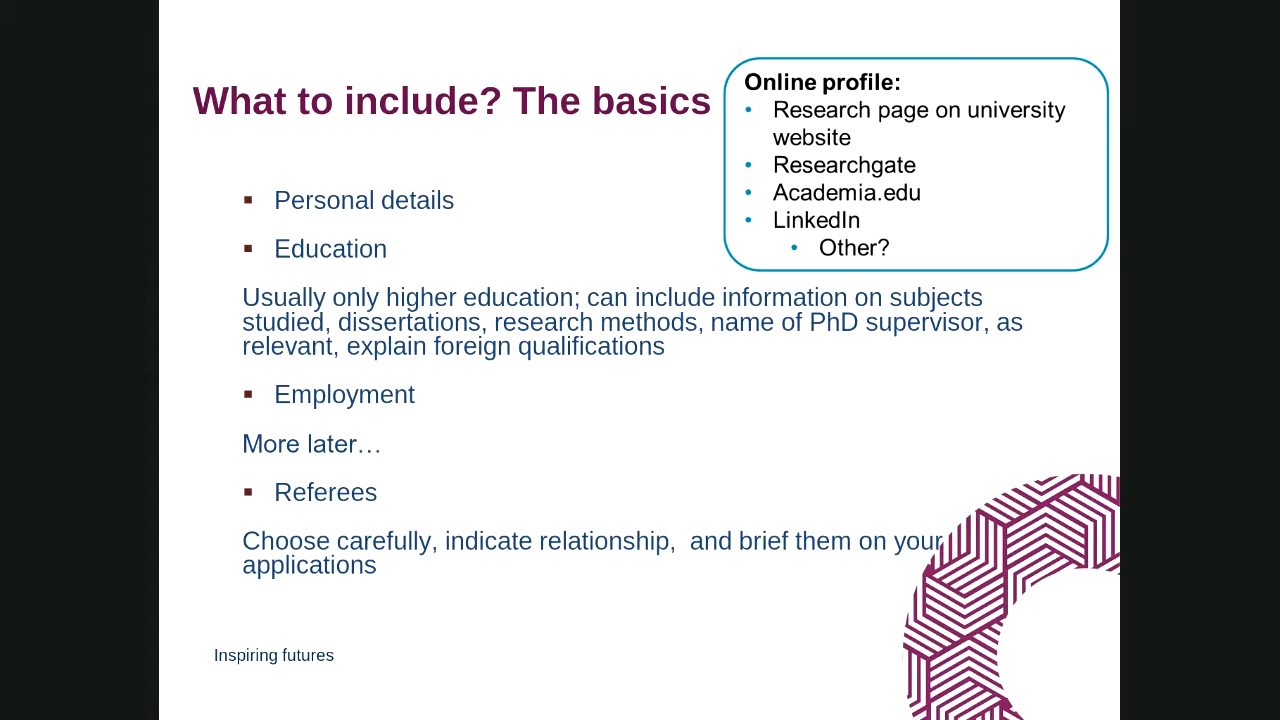 What to include? The basics
Online profile:
• Research page on university
website
• Researchgate
• Academia.edu
• LinkedIn
• Other?
▪ Personal details
▪ Education
Usually only higher education; can include information on subjects
studied, dissertations, research methods, name of PhD supervisor, as
relevant, explain foreign qualifications
▪ Employment
More later…
▪ Referees
Choose carefully, indicate relationship,  and brief them on your
applications
Inspiring futures